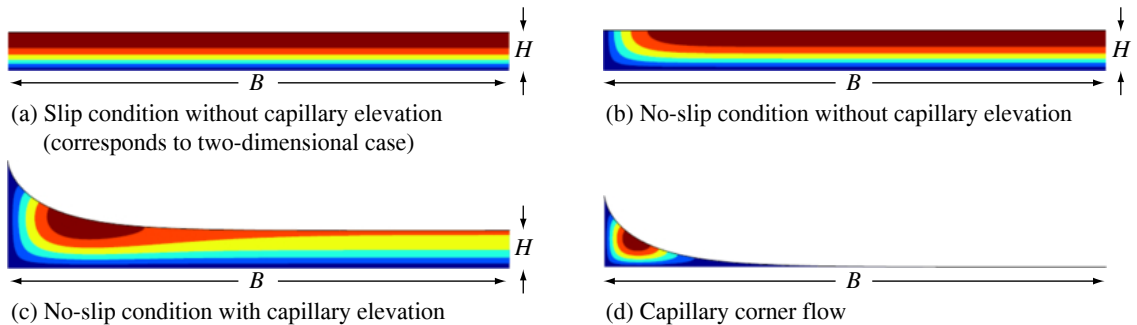 H
B
(a) Slip condition without capillary elevation
(corresponds to two-dimensional case)
H
B
(b) No-slip condition without capillary elevation
H
B
(c) No-slip condition with capillary elevation
B
(d) Capillary corner flow